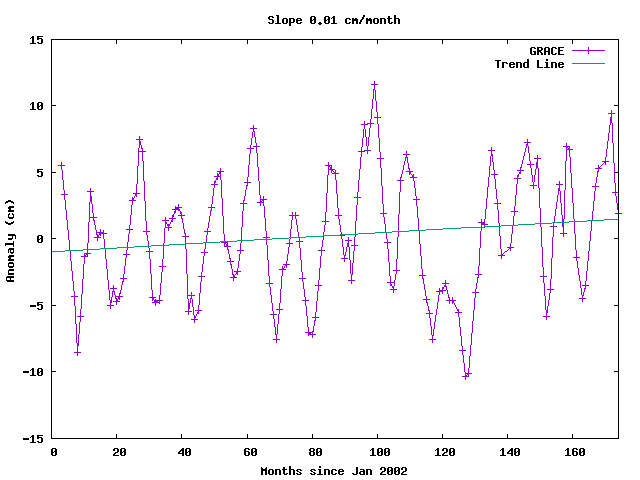 Slope 0.01 cm/month
15
10
5
0
-5
-10
-15
Anomaly (cm)
GRACE
Trend Line
0 20 40 60 80 100 120 140 160
Months since Jan 2002